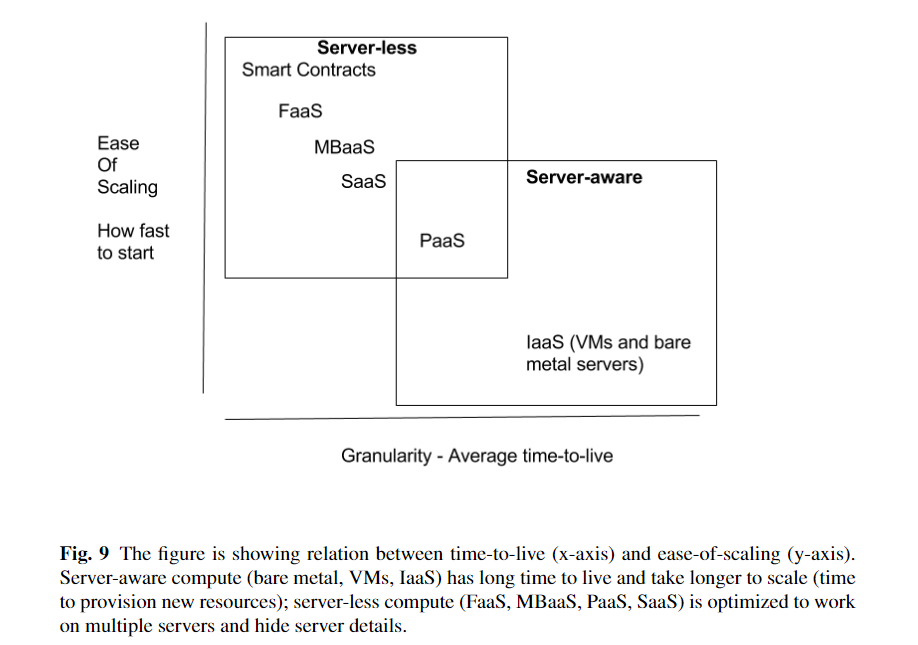 Server-less
Smart Contracts
FaaS
MBaaS
SaaS
Ease
Of
Scaling
How fast
to start
Server-aware
PaaS
IaaS (VMs and bare
metal servers)
Granularity - Average time-to-live
Fig. 9 The figure is showing relation between time-to-live (x-axis) and ease-of-scaling (y-axis).
Server-aware compute (bare metal, VMs, IaaS) has long time to live and take longer to scale (time
to provision new resources); server-less compute (FaaS, MBaaS, PaaS, SaaS) is optimized to work
on multiple servers and hide server details.